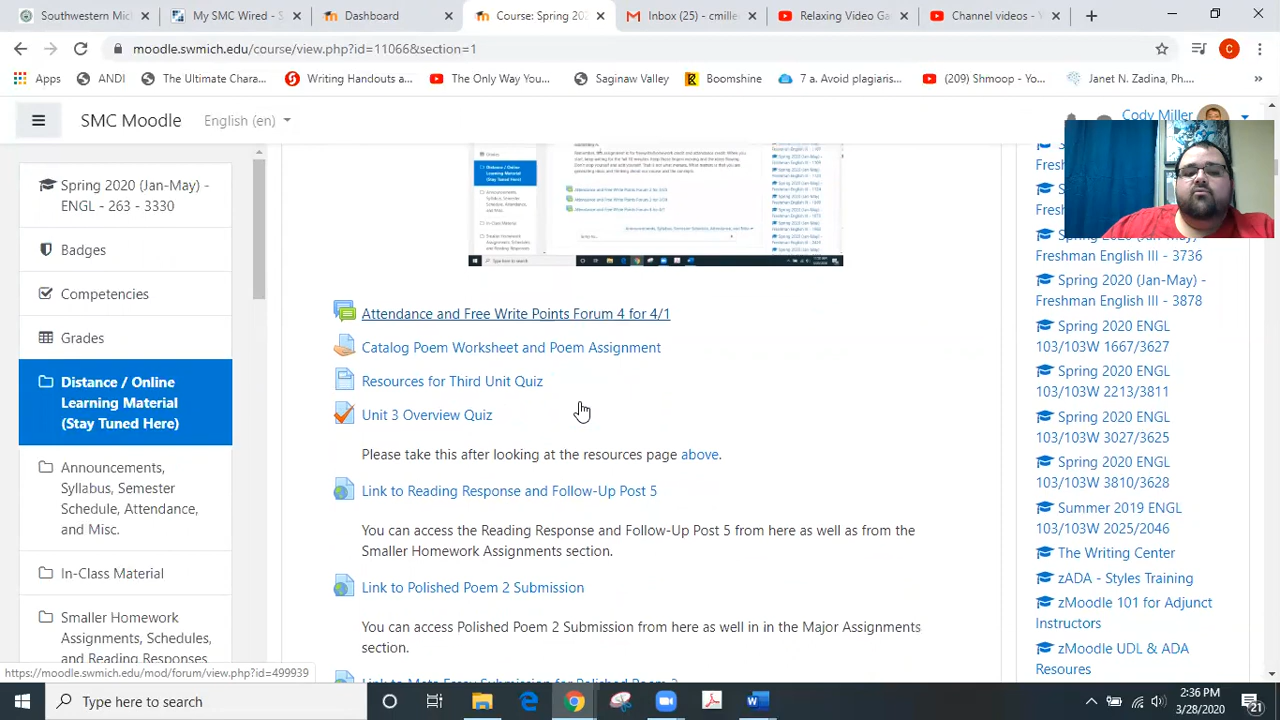 Southwestern Mic
My SMC Wired - S
Dashboard
Course: Spring 202
Inbox (25) - cmille
Relaxing Video Ga
Channel videos - Y
moodle.swmich.edu/course/view.php?id=11066&section=1
C
Apps
ANDI
The Ultimate Chara...
Writing Handouts a...
The Only Way You...
Saginaw Valley
Boomshine
7 a. Avoid plagiaris...
(209) Shmoop - Yo...
Janet N. Zadina, Ph....
»
SMC Moodle
English (en)
Competencies
Grades
Distance / Online
Learning Material
(Stay Tuned Here)
Announcements,
Syllabus, Semester
Schedule, Attendance,
and Misc.
In-Class Material
Smaller Homework
Assignments, Schedules,
and Reading Responses
Attendance and Free Write Points Forum 4 for 4/1
Catalog Poem Worksheet and Poem Assignment
Resources for Third Unit Quiz
Unit 3 Overview Quiz
Please take this after looking at the resources page above.
Link to Reading Response and Follow-Up Post 5
You can access the Reading Response and Follow-Up Post 5 from here as well as from the
Smaller Homework Assignments section.
Link to Polished Poem 2 Submission
You can access Polished Poem 2 Submission from here as well in in the Major Assignments
section.
Freshman English III - 3
Spring 2020 (Jan-May) -
Freshman English III - 3878
Spring 2020 ENGL
103/103W 1667/3627
Spring 2020 ENGL
103/103W 2213/3811
Spring 2020 ENGL
103/103W 3027/3625
Spring 2020 ENGL
103/103W 3810/3628
Summer 2019 ENGL
103/103W 2025/2046
The Writing Center
zADA - Styles Training
zMoodle 101 for Adjunct
Instructors
zMoodle UDL & ADA
Resoures
https://moodle.swmich.edu/mod/forum/view.php?id=499939
Type here to search
2:36 PM
3/28/2020
21